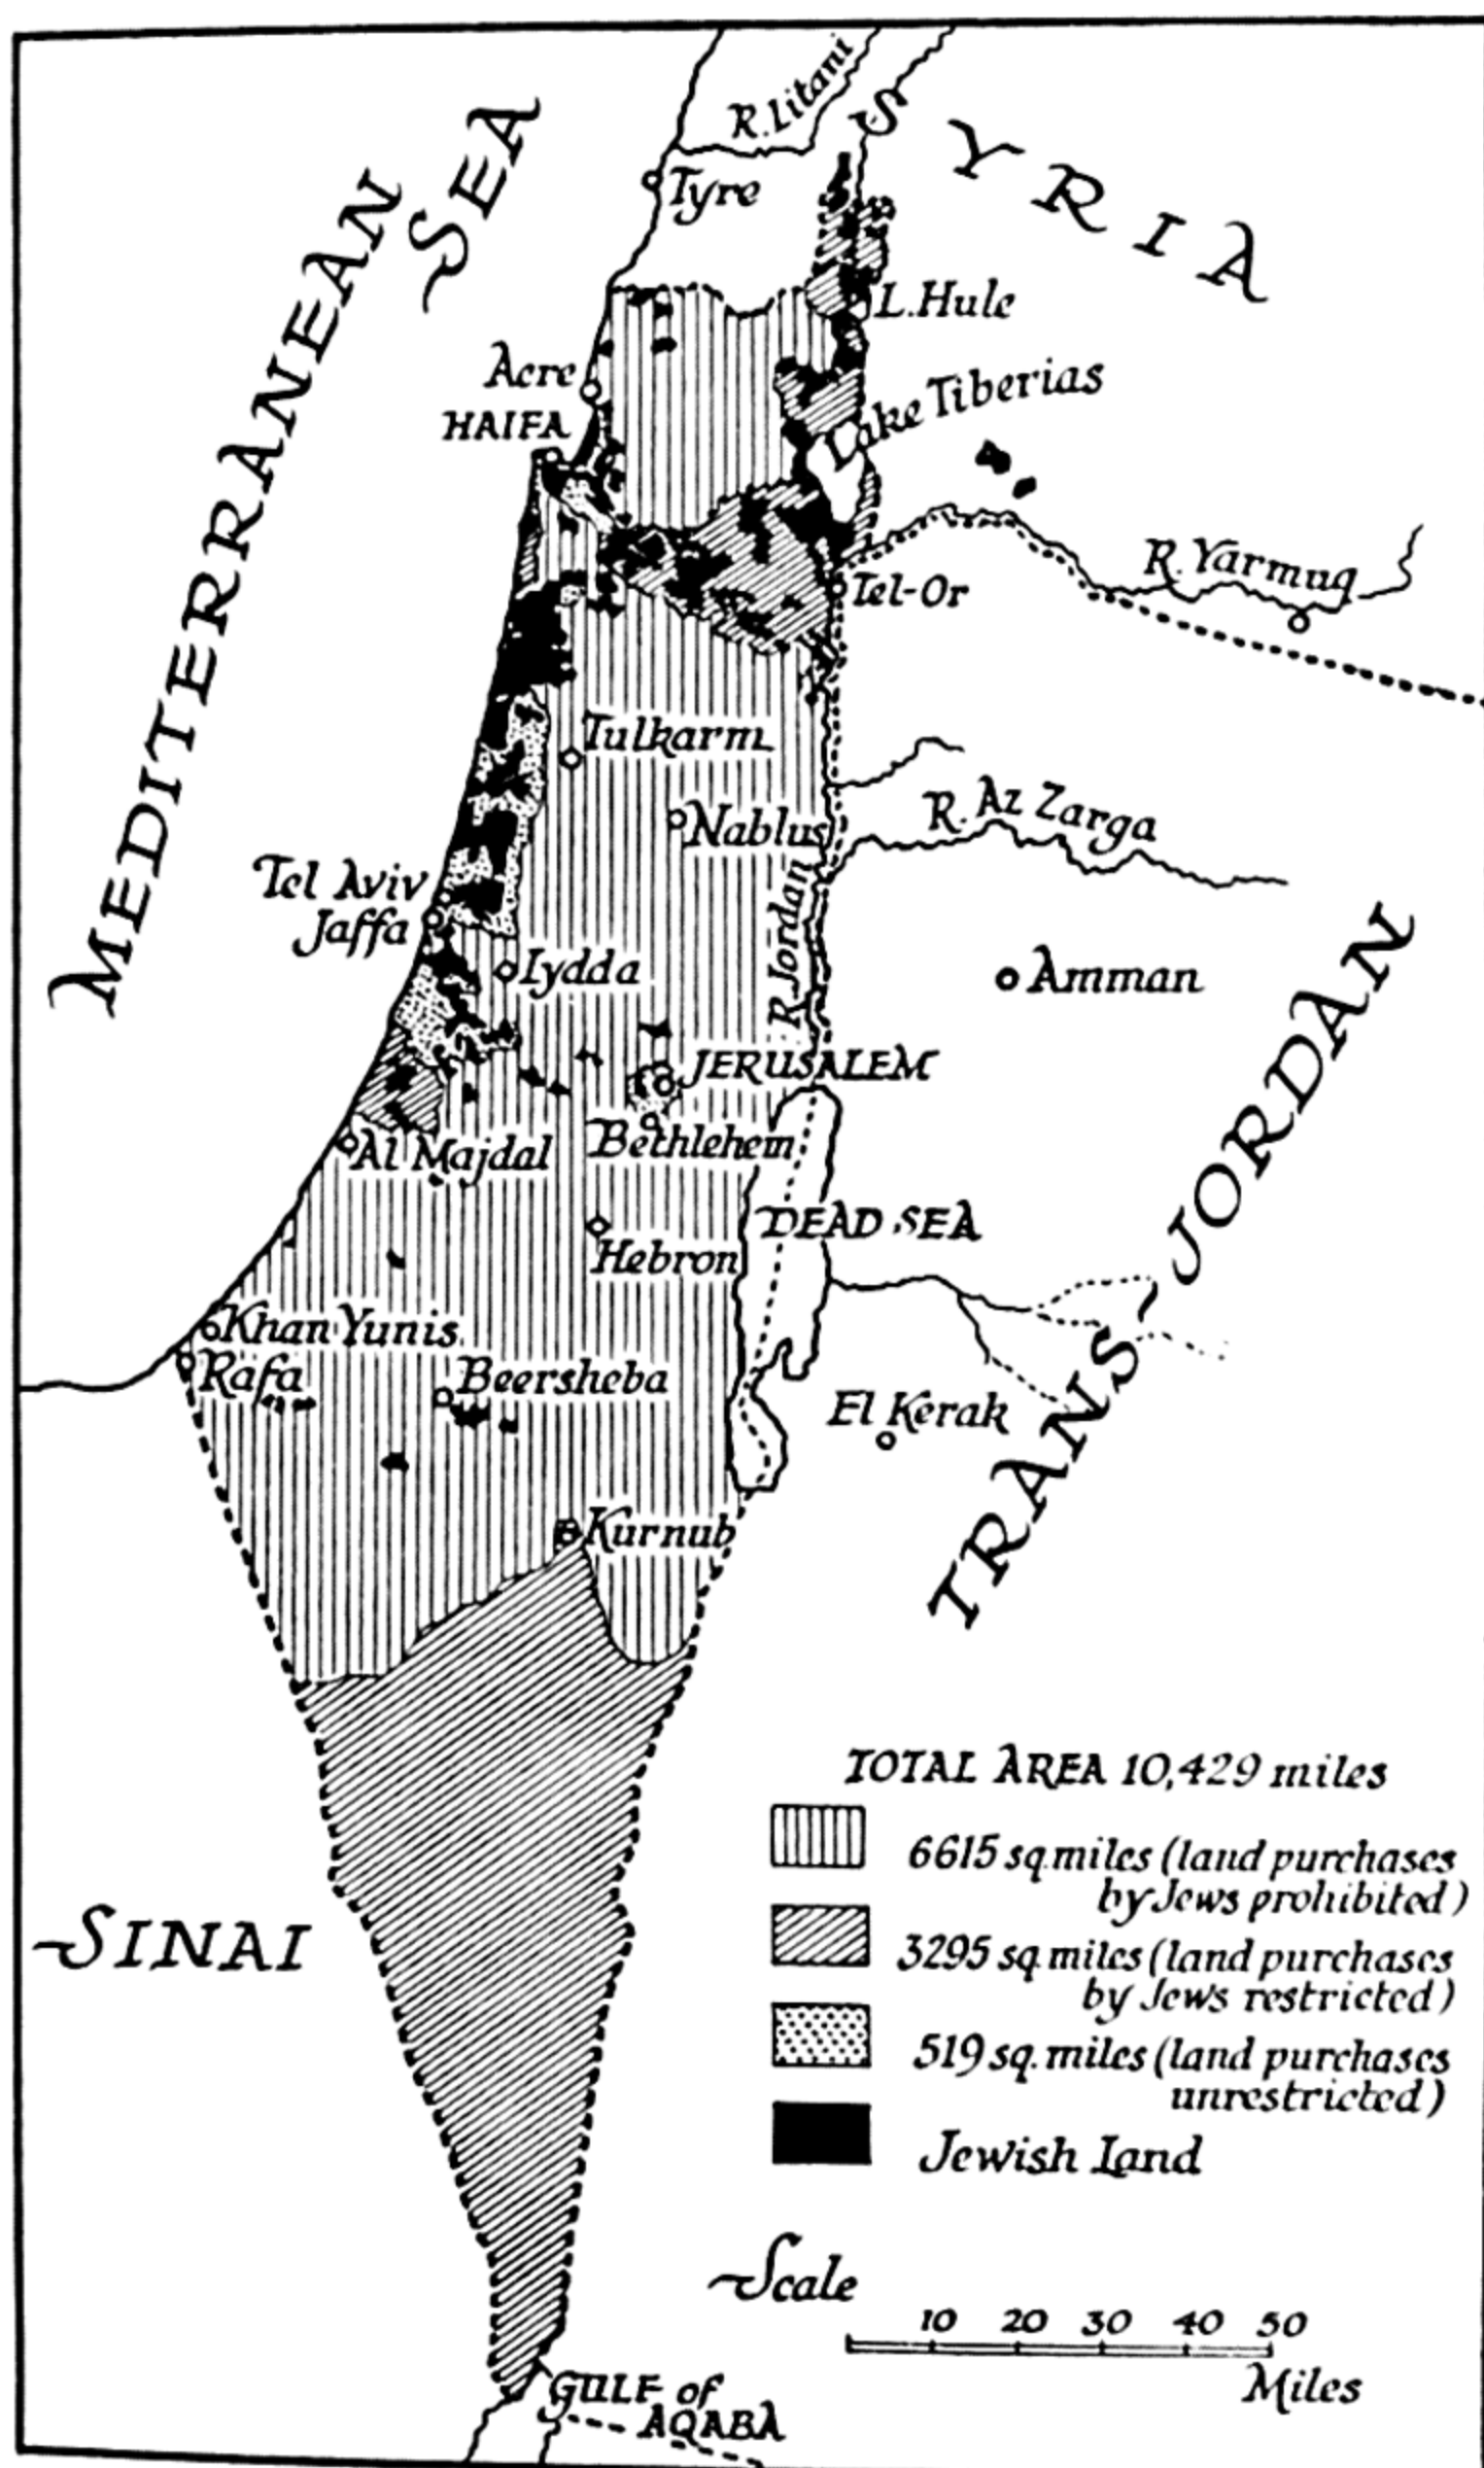 MEDITERRANEAN
SEA
SYRIA
R. Litani
Tyre
L. Hule
Acre
HAIFA
Lake Tiberias
R. Yarmuq
Tel-Or
Tulkarm
Nablus
R. Az Zarga
Tel Aviv
Jaffa
R. Jordan
Lydda
Amman
JERUSALEM
Bethlehem
Al Majdal
DEAD SEA
Hebron
TRANS-JORDAN
Khan Yunis
Rafa
Beersheba
El Kerak
Kurnub
SINAI
TOTAL AREA 10,429 miles
6615 sq. miles (land purchases
by Jews prohibited)
3295 sq. miles (land purchases
by Jews restricted)
519 sq. miles (land purchases
unrestricted)
Jewish Land
Scale
10 20 30 40 50
Miles
GULF of
AQABA